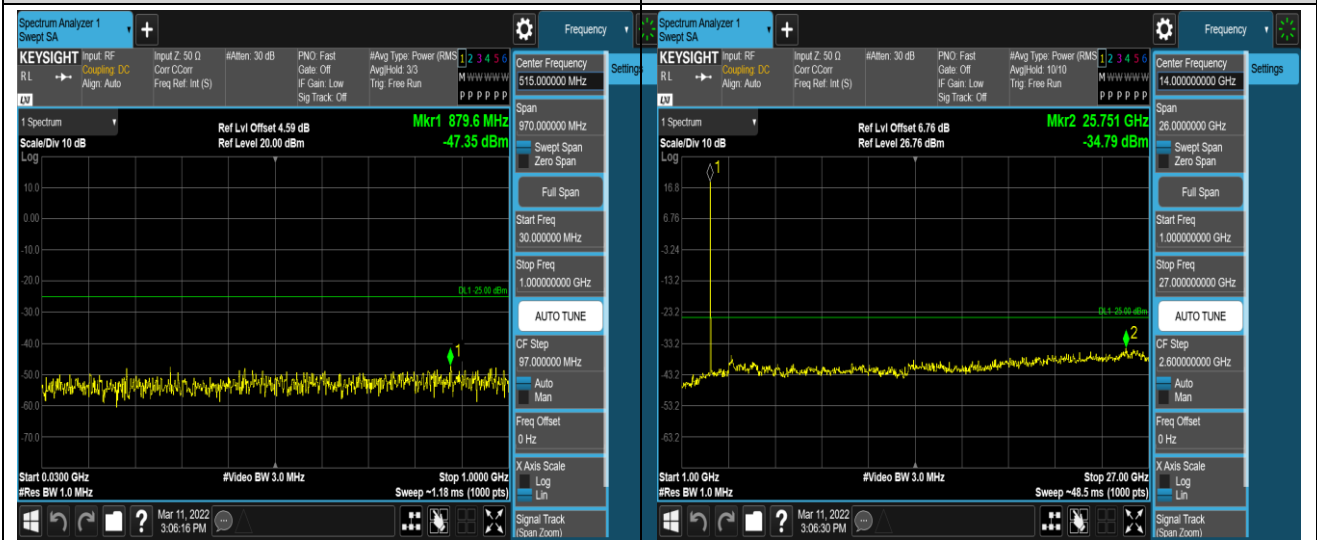 Spectrum Analyzer 1
Swept SA
Frequency
KEYSIGHT
RL
LXI
Input: RF
Coupling: DC
Align: Auto
Input Z: 50 Ω
Corr CCorr
Freq Ref: Int (S)
#Atten: 30 dB
PNO: Fast
Gate: Off
IF Gain: Low
Sig Track: Off
#Avg Type: Power (RMS
Avg|Hold: 3/3
Trig: Free Run
1 2 3 4 5 6
M W W W W W
P P P P P P
Center Frequency
515.000000 MHz
Settings
1 Spectrum
Scale/Div 10 dB
Log
Ref Lvl Offset 4.59 dB
Ref Level 20.00 dBm
Mkr1 879.6 MHz
-47.35 dBm
10.0
0.00
-10.0
-20.0
-30.0
-40.0
-50.0
-60.0
-70.0
DL1 -25.00 dBm
1
Start 0.0300 GHz
#Res BW 1.0 MHz
#Video BW 3.0 MHz
Stop 1.0000 GHz
Sweep ~1.18 ms (1000 pts)
Span
970.000000 MHz
Swept Span
Zero Span
Full Span
Start Freq
30.000000 MHz
Stop Freq
1.000000000 GHz
AUTO TUNE
CF Step
97.000000 MHz
Auto
Man
Freq Offset
0 Hz
X Axis Scale
Log
Lin
Signal Track
(Span Zoom)
Mar 11, 2022
3:06:16 PM
Spectrum Analyzer 1
Swept SA
Frequency
KEYSIGHT
RL
LXI
Input: RF
Coupling: DC
Align: Auto
Input Z: 50 Ω
Corr CCorr
Freq Ref: Int (S)
#Atten: 30 dB
PNO: Fast
Gate: Off
IF Gain: Low
Sig Track: Off
#Avg Type: Power (RMS
Avg|Hold: 10/10
Trig: Free Run
1 2 3 4 5 6
M W W W W W
P P P P P P
Center Frequency
14.000000000 GHz
Settings
1 Spectrum
Scale/Div 10 dB
Log
Ref Lvl Offset 6.76 dB
Ref Level 26.76 dBm
Mkr2 25.751 GHz
-34.79 dBm
16.8
6.76
-3.24
-13.2
-23.2
-33.2
-43.2
-53.2
-63.2
1
DL1 -25.00 dBm
2
Start 1.00 GHz
#Res BW 1.0 MHz
#Video BW 3.0 MHz
Stop 27.00 GHz
Sweep ~48.5 ms (1000 pts)
Span
26.0000000 GHz
Swept Span
Zero Span
Full Span
Start Freq
1.000000000 GHz
Stop Freq
27.000000000 GHz
AUTO TUNE
CF Step
2.600000000 GHz
Auto
Man
Freq Offset
0 Hz
X Axis Scale
Log
Lin
Signal Track
(Span Zoom)
Mar 11, 2022
3:06:30 PM